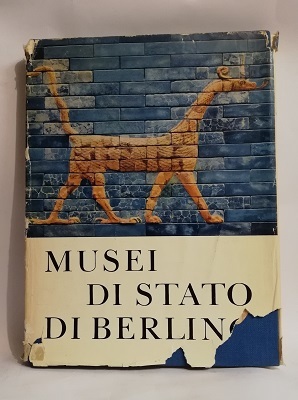 MUSEI
DI STATO
DI BERLINO